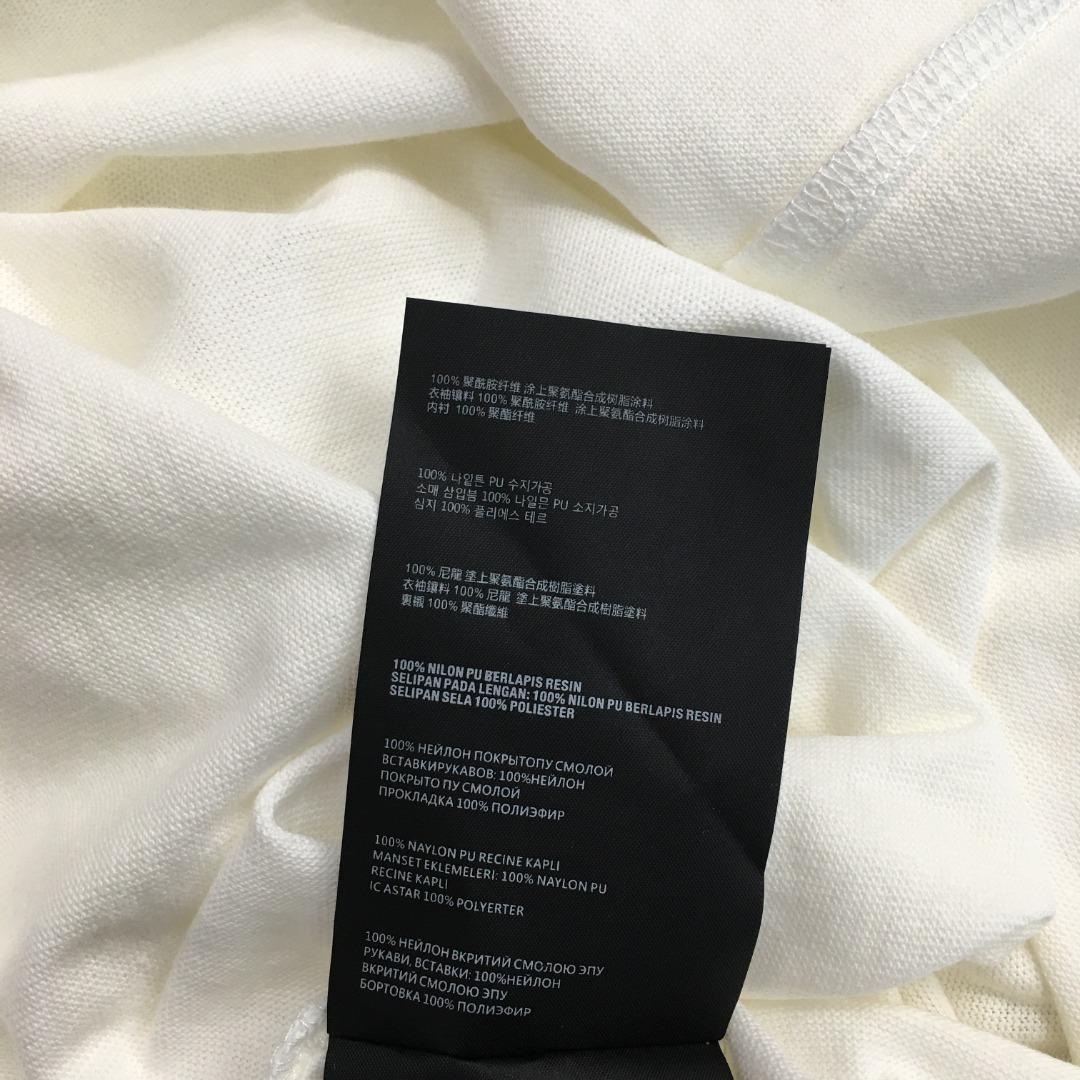 100% 聚酰胺纤维 涂上聚氨酯合成树脂涂料
衣袖镶料 100% 聚酰胺纤维 涂上聚氨酯合成树脂涂料
内衬 100% 聚酯纤维
100% 나일튼 PU 수지가공
소매 삼입붐 100% 나일믄 PU 소지가공
심지 100% 폴리에스 테르
100% 尼龍 塗上聚氨酯合成樹脂塗料
衣袖鑲料 100% 尼龍 塗上聚氨酯合成樹脂塗料
裏襯 100% 聚酯纖維
100% NILON PU BERLAPIS RESIN
SELIPAN PADA LENGAN: 100% NILON PU BERLAPIS RESIN
SELIPAN SELA 100% POLIESTER
100% НЕЙЛОН ПОКРЫТОПУ СМОЛОЙ
ВСТАВКИРУКАВОВ: 100%НЕЙЛОН
ПОКРЫТО ПУ СМОЛОЙ
ПРОКЛАДКА 100% ПОЛИЭФИР
100% NAYLON PU RECINE KAPLI
MANSET EKLEMELERI: 100% NAYLON PU
RECINE KAPLI
IC ASTAR 100% POLYERTER
100% НЕЙЛОН ВКРИТИЙ СМОЛОЮ ЭПУ
РУКАВИ, ВСТАВКИ: 100%НЕЙЛОН
ВКРИТИЙ СМОЛОЮ ЭПУ
БОРТОВКА 100% ПОЛИЭФИР